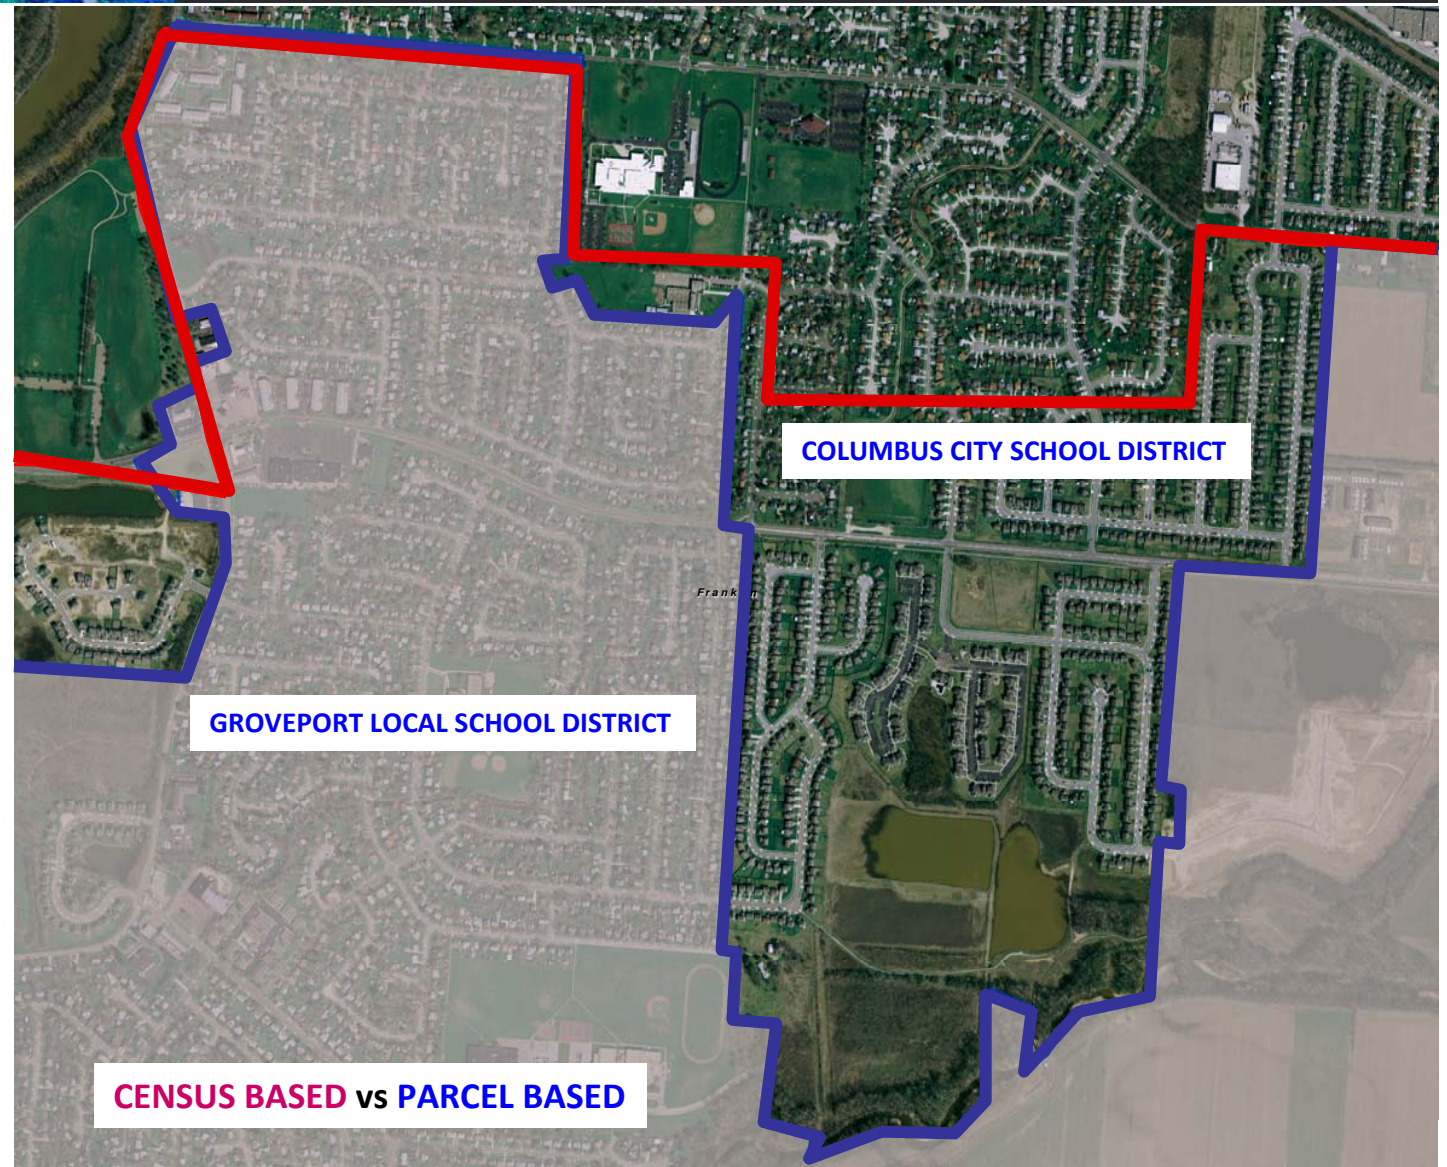 COLUMBUS CITY SCHOOL DISTRICT
GROVEPORT LOCAL SCHOOL DISTRICT
CENSUS BASED vs PARCEL BASED